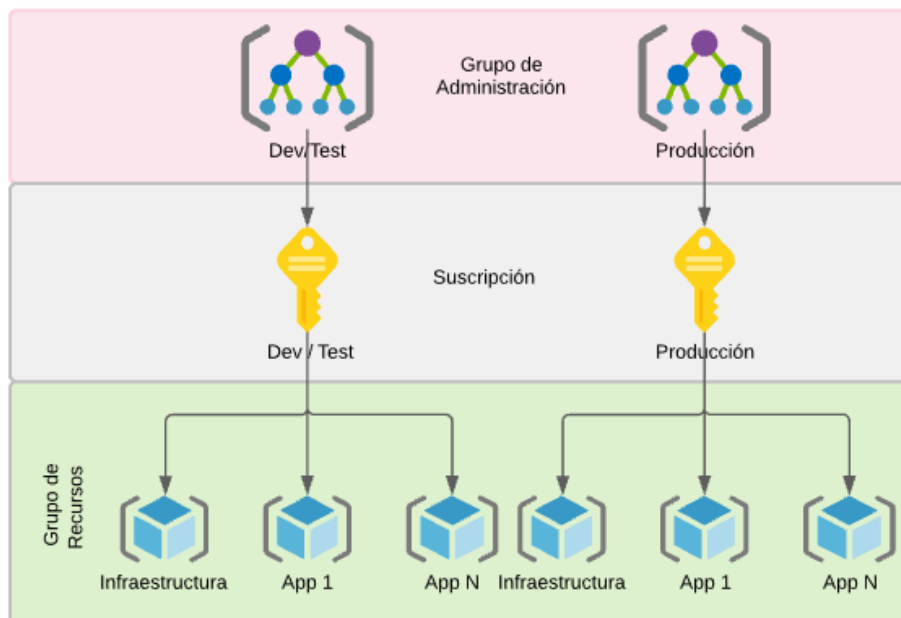 Grupo de
Administración
Dev/Test
Producción
Suscripción
Dev / Test
Producción
Grupo de
Recursos
Infraestructura
App 1
App N
Infraestructura
App 1
App N